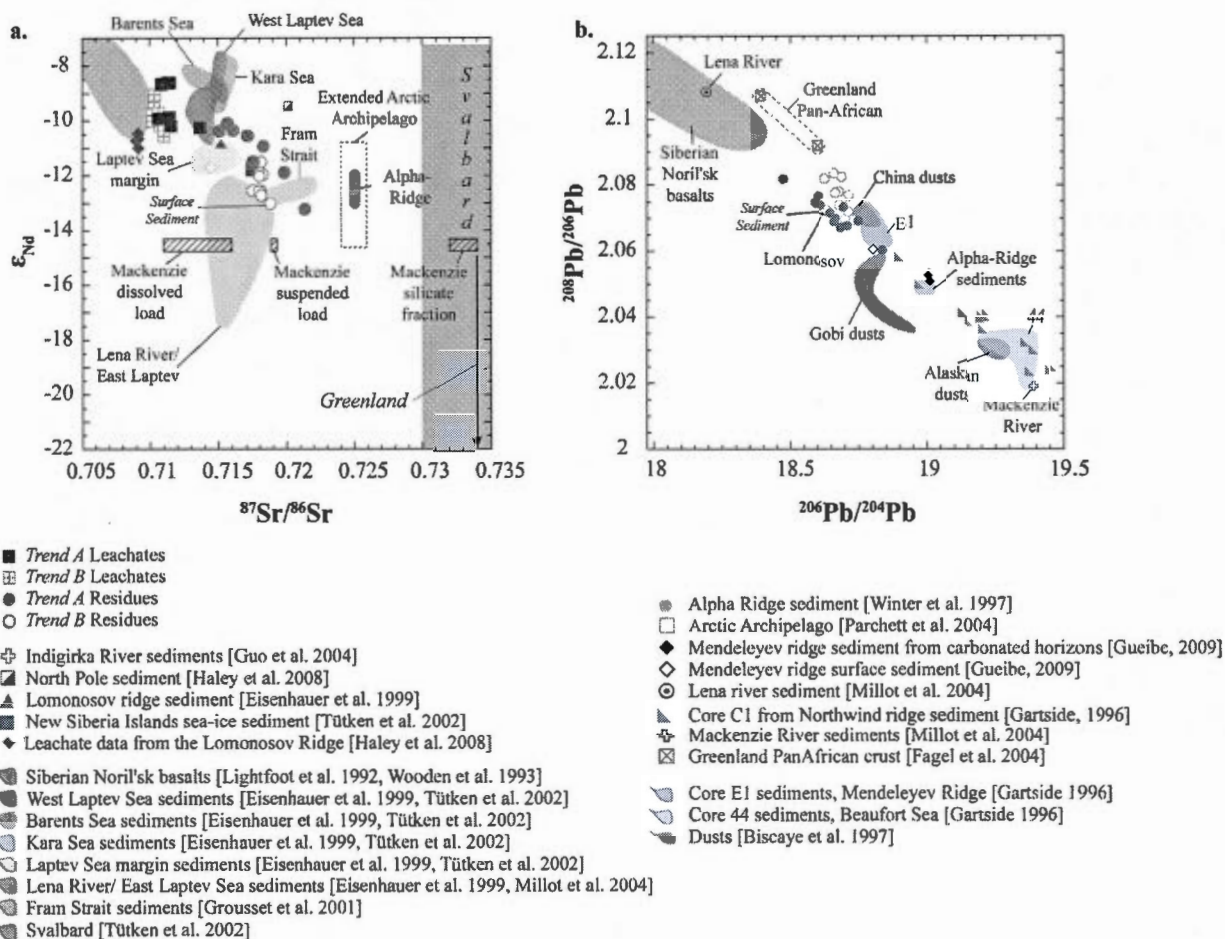 a.
Barents Sea
West Laptev Sea
Kara Sea
Extended Arctic
Archipelago
Fram
Strait
Alpha-
Ridge
Laptev Sea
margin
Surface
Sediment
Svalbard
Mackenzie
dissolved
load
Mackenzie
suspended
load
Mackenzie
silicate
fraction
Lena River/
East Laptev
Greenland
εNd
-8
-10
-12
-14
-16
-18
-20
-22
0.705 0.71 0.715 0.72 0.725 0.73 0.735
⁸⁷Sr/⁸⁶Sr
b.
Lena River
Greenland
Pan-African
Siberian
Noril'sk
basalts
China dusts
Surface
Sediment
E1
Lomonosov
Alpha-Ridge
sediments
Gobi dusts
Alaskan
dusts
44
Mackenzie
River
²⁰⁸Pb/²⁰⁶Pb
2.12
2.1
2.08
2.06
2.04
2.02
2
18 18.5 19 19.5
²⁰⁶Pb/²⁰⁴Pb
Trend A Leachates
Trend B Leachates
Trend A Residues
Trend B Residues
Indigirka River sediments [Guo et al. 2004]
North Pole sediment [Haley et al. 2008]
Lomonosov ridge sediment [Eisenhauer et al. 1999]
New Siberia Islands sea-ice sediment [Tütken et al. 2002]
Leachate data from the Lomonosov Ridge [Haley et al. 2008]
Siberian Noril'sk basalts [Lightfoot et al. 1992, Wooden et al. 1993]
West Laptev Sea sediments [Eisenhauer et al. 1999, Tütken et al. 2002]
Barents Sea sediments [Eisenhauer et al. 1999, Tütken et al. 2002]
Kara Sea sediments [Eisenhauer et al. 1999, Tütken et al. 2002]
Laptev Sea margin sediments [Eisenhauer et al. 1999, Tütken et al. 2002]
Lena River/ East Laptev Sea sediments [Eisenhauer et al. 1999, Millot et al. 2004]
Fram Strait sediments [Grousset et al. 2001]
Svalbard [Tütken et al. 2002]
Alpha Ridge sediment [Winter et al. 1997]
Arctic Archipelago [Parchett et al. 2004]
Mendeleyev ridge sediment from carbonated horizons [Gueibe, 2009]
Mendeleyev ridge surface sediment [Gueibe, 2009]
Lena river sediment [Millot et al. 2004]
Core C1 from Northwind ridge sediment [Gartside, 1996]
Mackenzie River sediments [Millot et al. 2004]
Greenland PanAfrican crust [Fagel et al. 2004]
Core E1 sediments, Mendeleyev Ridge [Gartside 1996]
Core 44 sediments, Beaufort Sea [Gartside 1996]
Dusts [Biscaye et al. 1997]